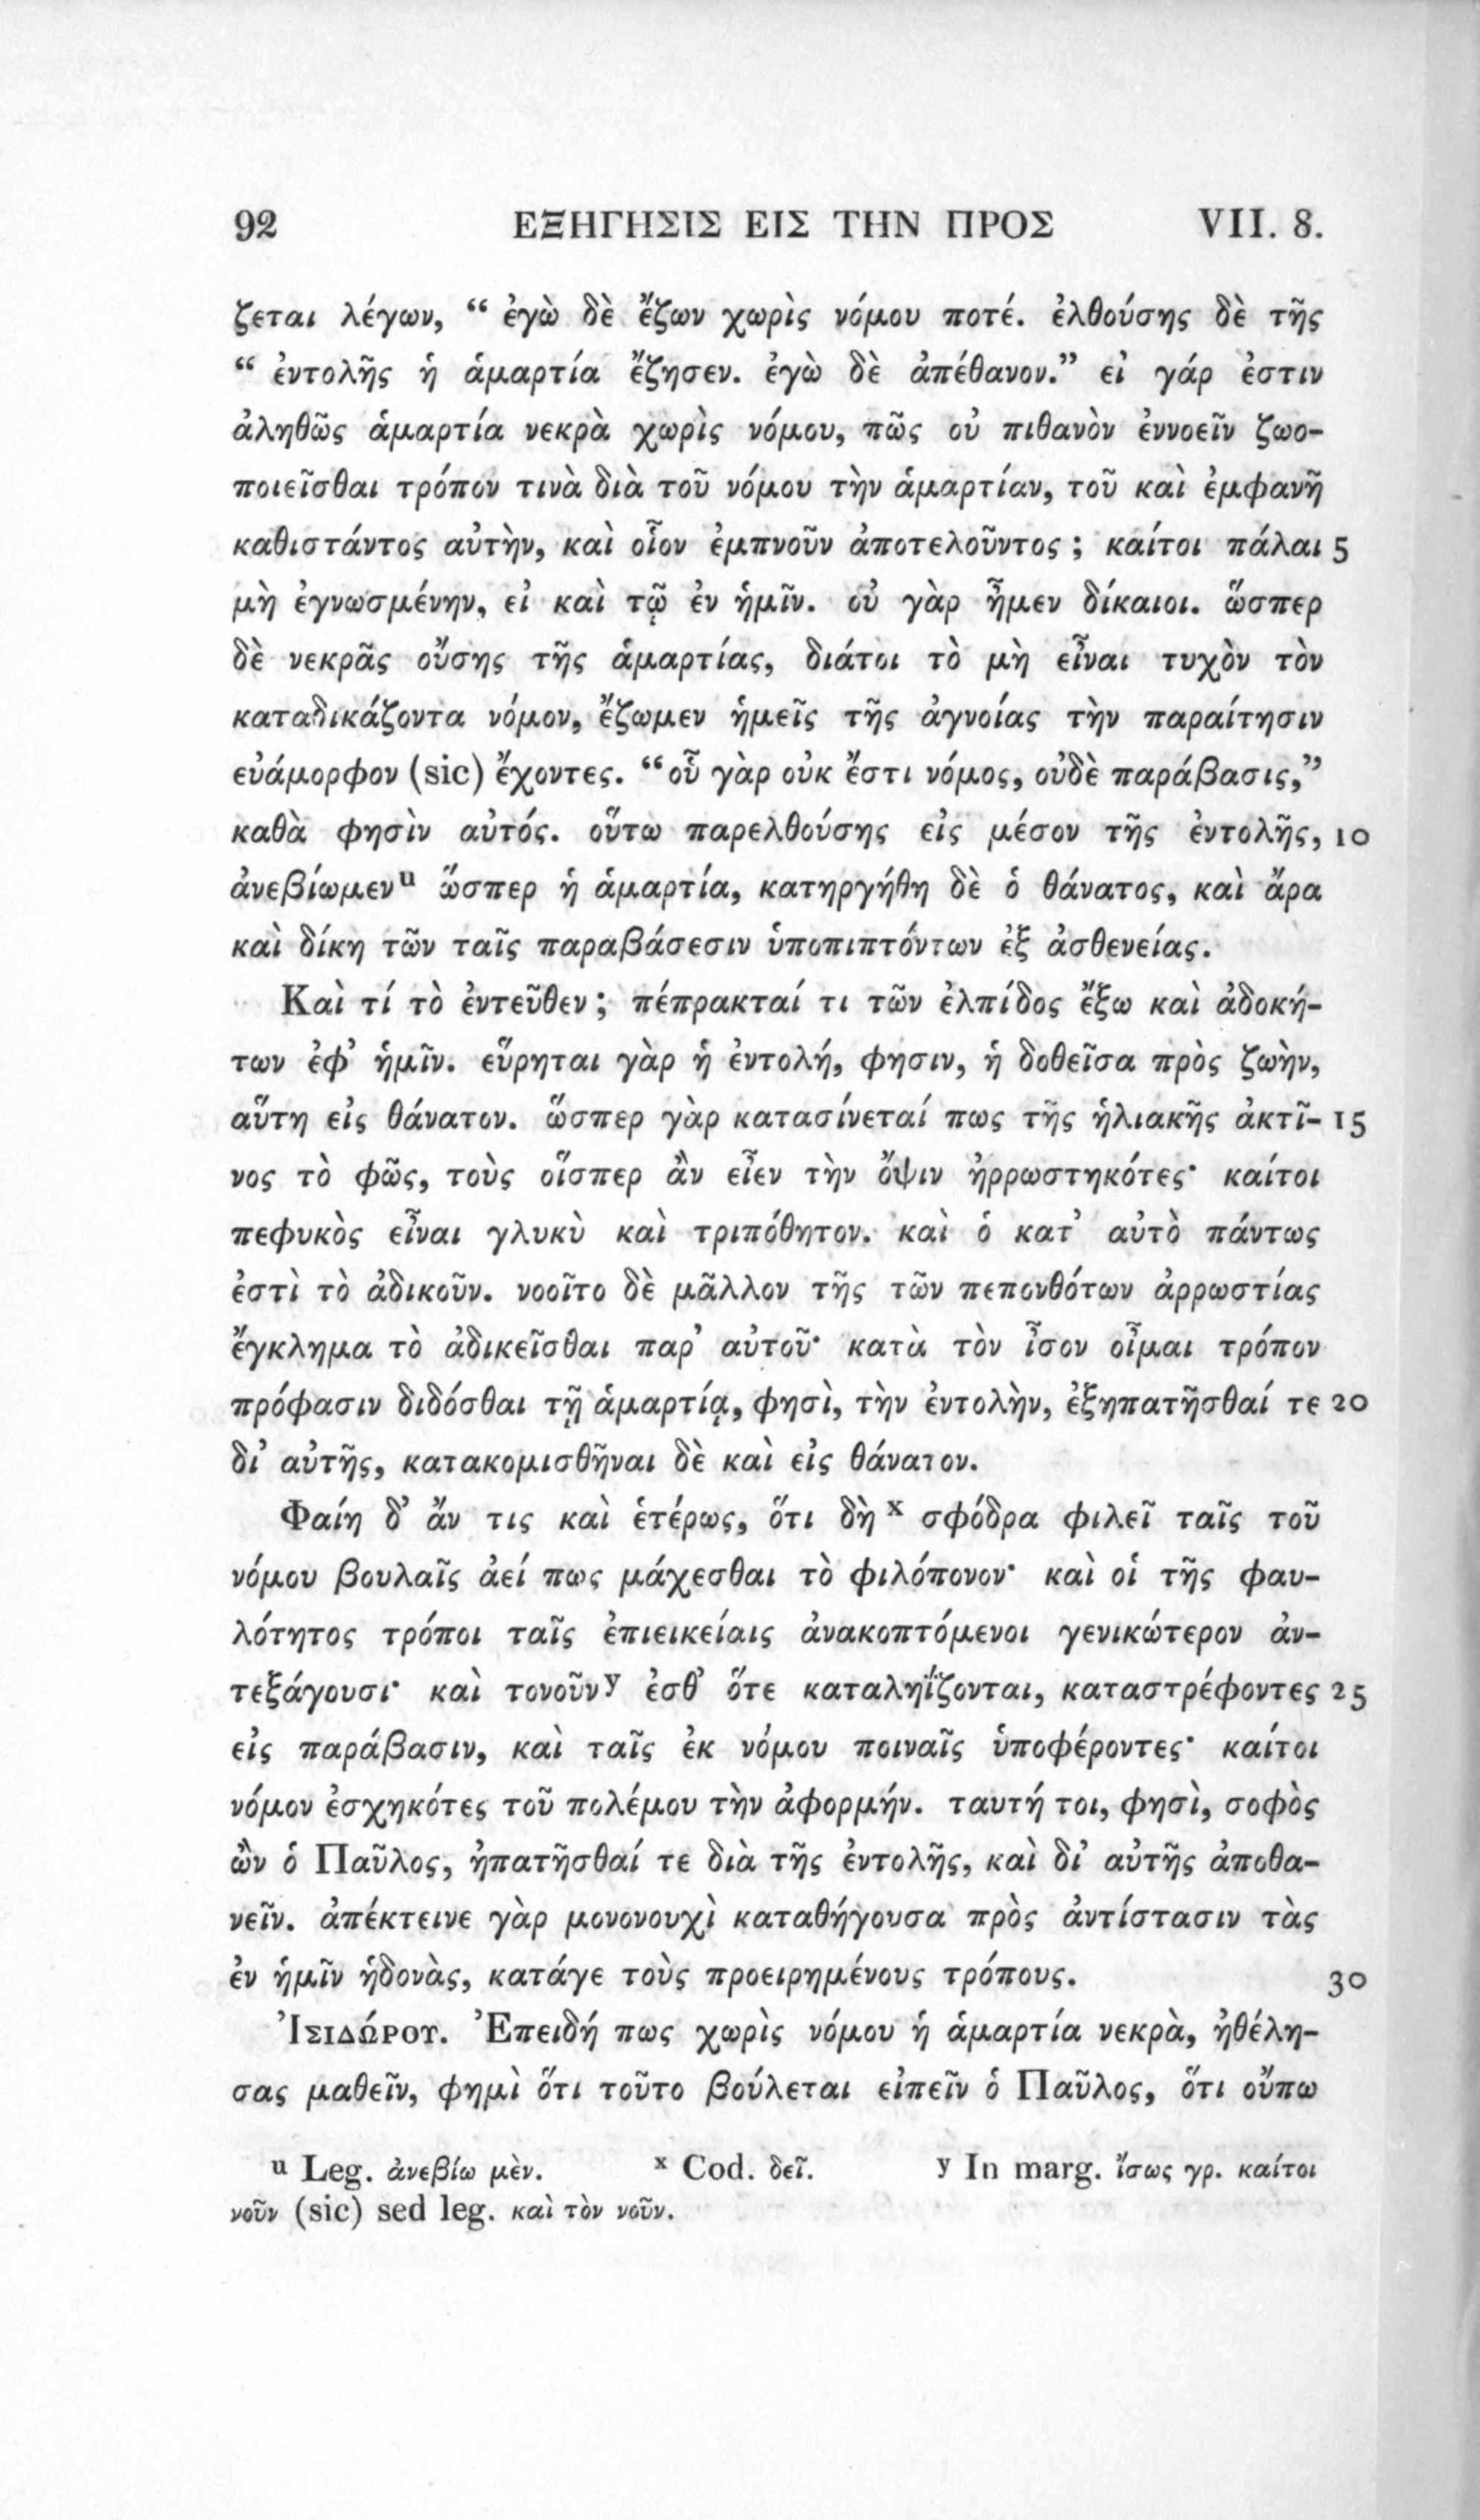 92 ΕΞΗΓΗΣΙΣ ΕΙΣ ΤΗΝ ΠΡΟΣ VII. 8.
ζεται λέγων, “ ἐγὼ δὲ ἔζων χωρὶς νόμου ποτέ. ἐλθούσης δὲ τῆς
“ ἐντολῆς ἡ ἁμαρτία ἔζησεν. ἐγὼ δὲ ἀπέθανον.” εἰ γάρ ἐστιν
ἀληθῶς ἁμαρτία νεκρὰ χωρὶς νόμου, πῶς οὐ πιθανὸν ἐννοεῖν ζωο-
ποιεῖσθαι τρόπον τινὰ διὰ τοῦ νόμου τὴν ἁμαρτίαν, τοῦ καὶ ἐμφανῆ
καθιστάντος αὐτὴν, καὶ οἷον ἐμπνοῦν ἀποτελοῦντος ; καίτοι πάλαι 5
μὴ ἐγνωσμένην, εἰ καὶ τῷ ἐν ἡμῖν. οὐ γὰρ ἦμεν δίκαιοι. ὥσπερ
δὲ νεκρᾶς οὔσης τῆς ἁμαρτίας, διάτοι τὸ μὴ εἶναι τυχὸν τὸν
καταδικάζοντα νόμον, ἔζωμεν ἡμεῖς τῆς ἀγνοίας τὴν παραίτησιν
εὐάμορφον (sic) ἔχοντες. “οὗ γὰρ οὐκ ἔστι νόμος, οὐδὲ παράβασις,”
καθὰ φησὶν αὐτός. οὕτω παρελθούσης εἰς μέσον τῆς ἐντολῆς, 10
ἀνεβίωμεν u ὥσπερ ἡ ἁμαρτία, κατηργήθη δὲ ὁ θάνατος, καὶ ἄρα
καὶ δίκη τῶν ταῖς παραβάσεσιν ὑποπιπτόντων ἐξ ἀσθενείας.
Καὶ τί τὸ ἐντεῦθεν ; πέπρακταί τι τῶν ἐλπίδος ἔξω καὶ ἀδοκή-
των ἐφ’ ἡμῖν. εὕρηται γὰρ ἡ ἐντολή, φησιν, ἡ δοθεῖσα πρὸς ζωὴν,
αὕτη εἰς θάνατον. ὥσπερ γὰρ κατασίνεταί πως τῆς ἡλιακῆς ἀκτῖ- 15
νος τὸ φῶς, τοὺς οἵσπερ ἂν εἶεν τὴν ὄψιν ἠρρωστηκότες· καίτοι
πεφυκὸς εἶναι γλυκὺ καὶ τριπόθητον. καὶ ὁ κατ’ αὐτὸ πάντως
ἐστὶ τὸ ἀδικοῦν. νοοῖτο δὲ μᾶλλον τῆς τῶν πεπονθότων ἀρρωστίας
ἔγκλημα τὸ ἀδικεῖσθαι παρ’ αὐτοῦ· κατὰ τὸν ἶσον οἶμαι τρόπον
πρόφασιν διδόσθαι τῇ ἁμαρτίᾳ, φησὶ, τὴν ἐντολὴν, ἐξηπατῆσθαί τε 20
δι’ αὐτῆς, κατακομισθῆναι δὲ καὶ εἰς θάνατον.
Φαίη δ’ ἄν τις καὶ ἑτέρως, ὅτι δὴ x σφόδρα φιλεῖ ταῖς τοῦ
νόμου βουλαῖς ἀεί πως μάχεσθαι τὸ φιλόπονον· καὶ οἱ τῆς φαυ-
λότητος τρόποι ταῖς ἐπιεικείαις ἀνακοπτόμενοι γενικώτερον ἀν-
τεξάγουσι· καὶ τονοῦν y ἐσθ’ ὅτε καταληΐζονται, καταστρέφοντες 25
εἰς παράβασιν, καὶ ταῖς ἐκ νόμου ποιναῖς ὑποφέροντες· καίτοι
νόμον ἐσχηκότες τοῦ πολέμου τὴν ἀφορμήν. ταυτή τοι, φησὶ, σοφὸς
ὢν ὁ Παῦλος, ἠπατῆσθαί τε διὰ τῆς ἐντολῆς, καὶ δι’ αὐτῆς ἀποθα-
νεῖν. ἀπέκτεινε γὰρ μονονουχὶ καταθήγουσα πρὸς ἀντίστασιν τὰς
ἐν ἡμῖν ἡδονὰς, κατάγε τοὺς προειρημένους τρόπους. 30
Ἰσιδώρου. Ἐπειδή πως χωρὶς νόμου ἡ ἁμαρτία νεκρὰ, ἠθέλη-
σας μαθεῖν, φημὶ ὅτι τοῦτο βούλεται εἰπεῖν ὁ Παῦλος, ὅτι οὔπω
u Leg. ἀνεβίω μὲν. x Cod. δεῖ. y In marg. ἴσως γρ. καίτοι
νοῦν (sic) sed leg. καὶ τὸν νοῦν.